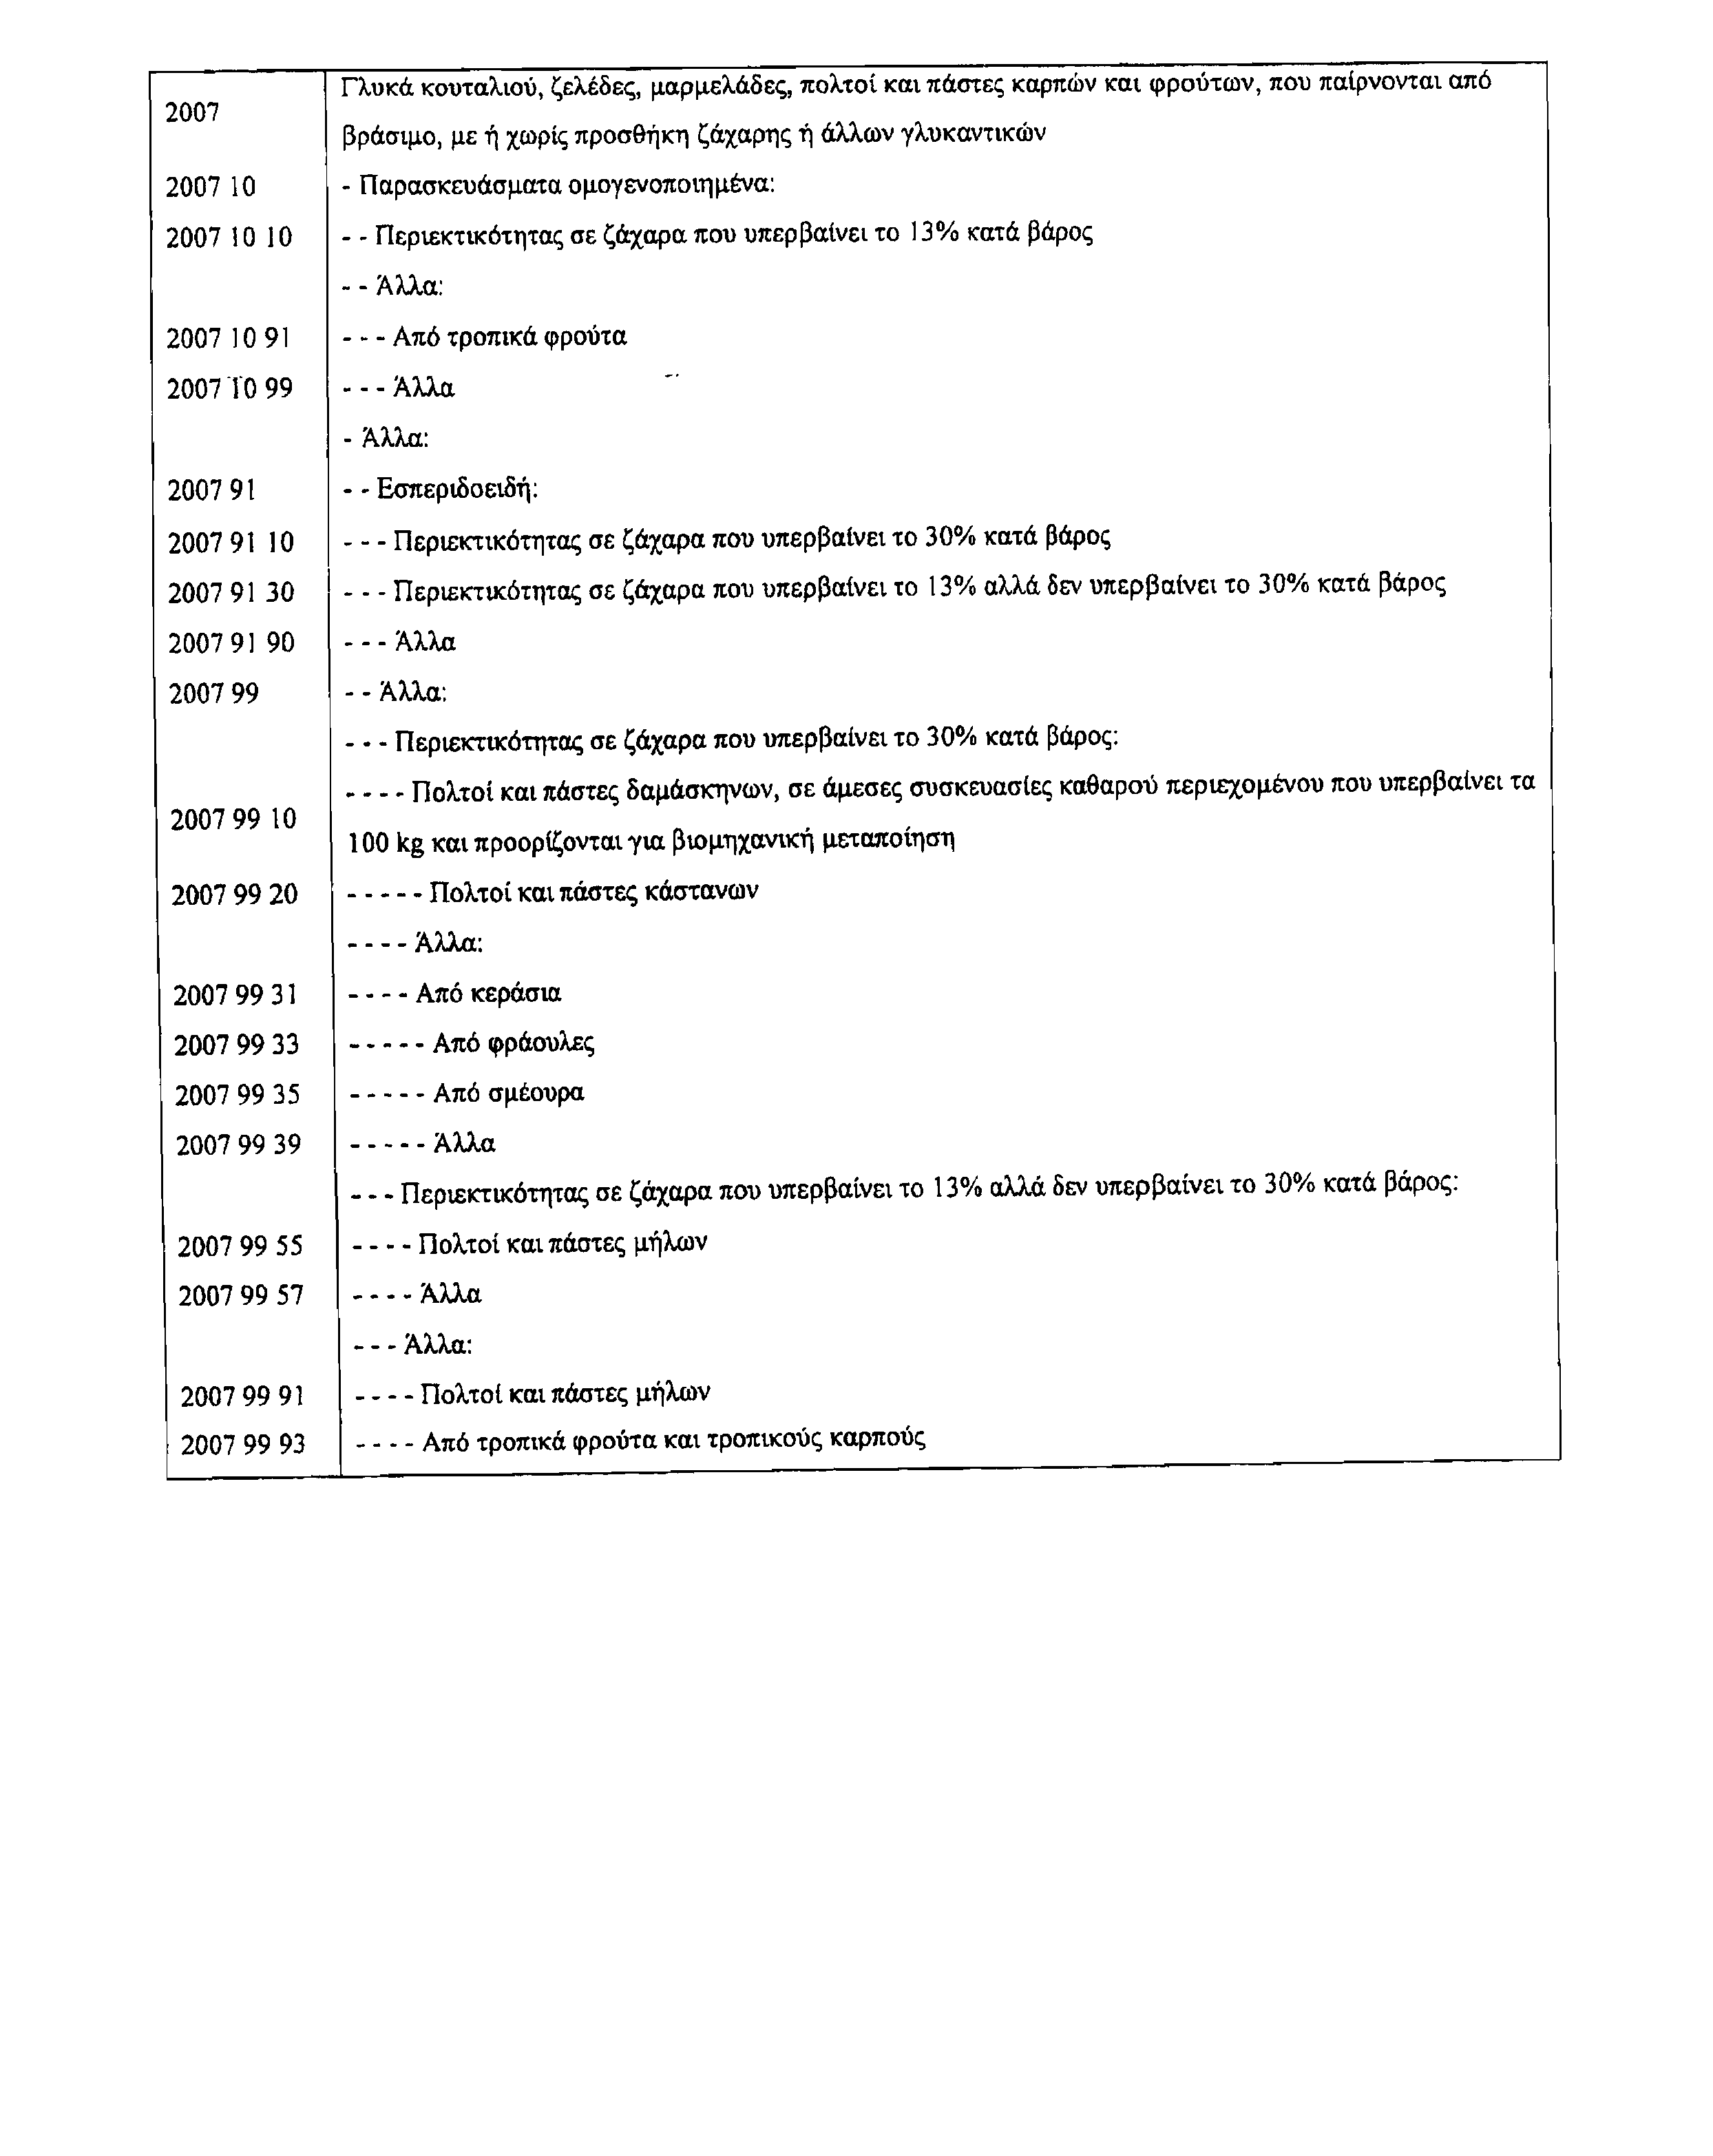 2007
Γλυκά κουταλιού, ζελέδες, μαρμελάδες, πολτοί και πάστες καρπών και φρούτων, που παίρνονται από
βράσιμο, με ή χωρίς προσθήκη ζάχαρης ή άλλων γλυκαντικών
2007 10 - Παρασκευάσματα ομογενοποιημένα:
2007 10 10 - - Περιεκτικότητας σε ζάχαρα που υπερβαίνει το 13% κατά βάρος
- - Άλλα:
2007 10 91 - - - Από τροπικά φρούτα
2007 10 99 - - - Άλλα
- Άλλα:
2007 91 - - Εσπεριδοειδή:
2007 91 10 - - - Περιεκτικότητας σε ζάχαρα που υπερβαίνει το 30% κατά βάρος
2007 91 30 - - - Περιεκτικότητας σε ζάχαρα που υπερβαίνει το 13% αλλά δεν υπερβαίνει το 30% κατά βάρος
2007 91 90 - - - Άλλα
2007 99 - - Άλλα:
- - - Περιεκτικότητας σε ζάχαρα που υπερβαίνει το 30% κατά βάρος:
2007 99 10
- - - - Πολτοί και πάστες δαμάσκηνων, σε άμεσες συσκευασίες καθαρού περιεχομένου που υπερβαίνει τα
100 kg και προορίζονται για βιομηχανική μεταποίηση
2007 99 20 - - - - - Πολτοί και πάστες κάστανων
- - - - Άλλα:
2007 99 31 - - - - Από κεράσια
2007 99 33 - - - - - Από φράουλες
2007 99 35 - - - - - Από σμέουρα
2007 99 39 - - - - - Άλλα
- - - Περιεκτικότητας σε ζάχαρα που υπερβαίνει το 13% αλλά δεν υπερβαίνει το 30% κατά βάρος:
2007 99 55 - - - - Πολτοί και πάστες μήλων
2007 99 57 - - - - Άλλα
- - - Άλλα:
2007 99 91 - - - - Πολτοί και πάστες μήλων
2007 99 93 - - - - Από τροπικά φρούτα και τροπικούς καρπούς